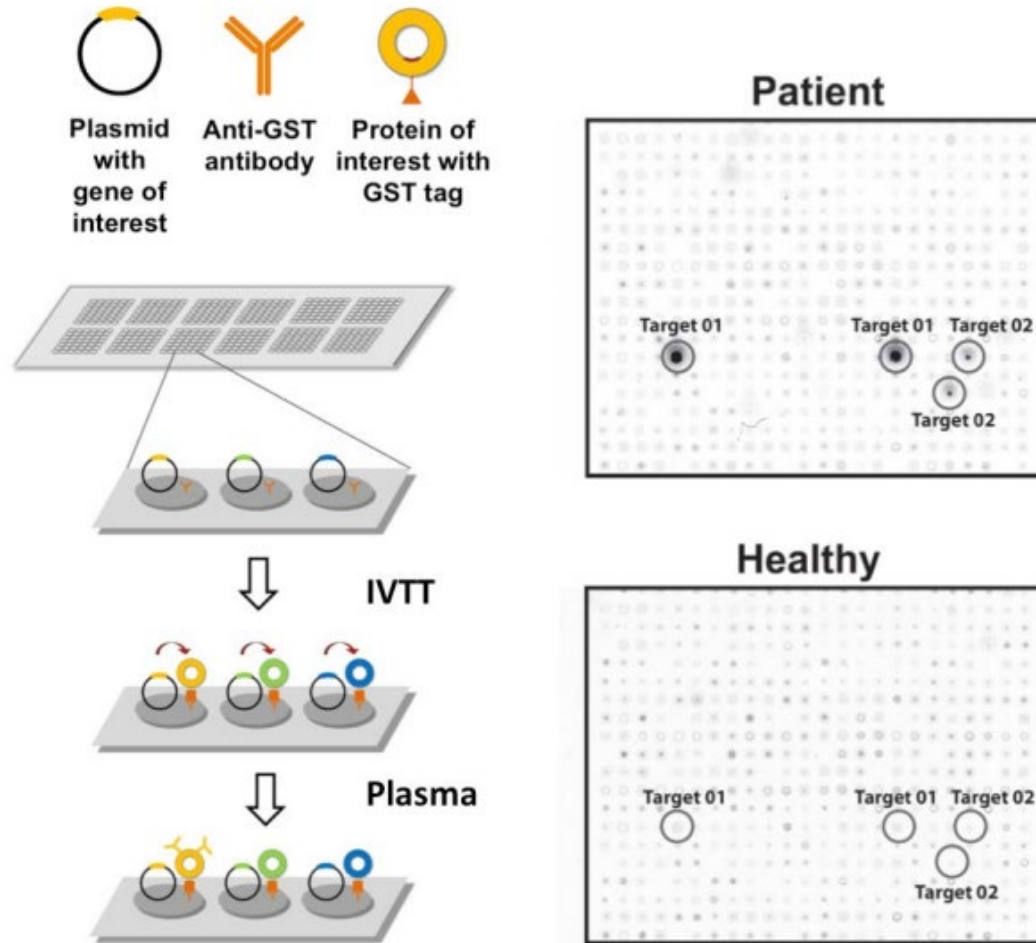 Plasmid
with
gene of
interest
Anti-GST
antibody
Protein of
interest with
GST tag
IVTT
Plasma
Patient
Target 01
Target 01
Target 02
Target 02
Healthy
Target 01
Target 01
Target 02
Target 02